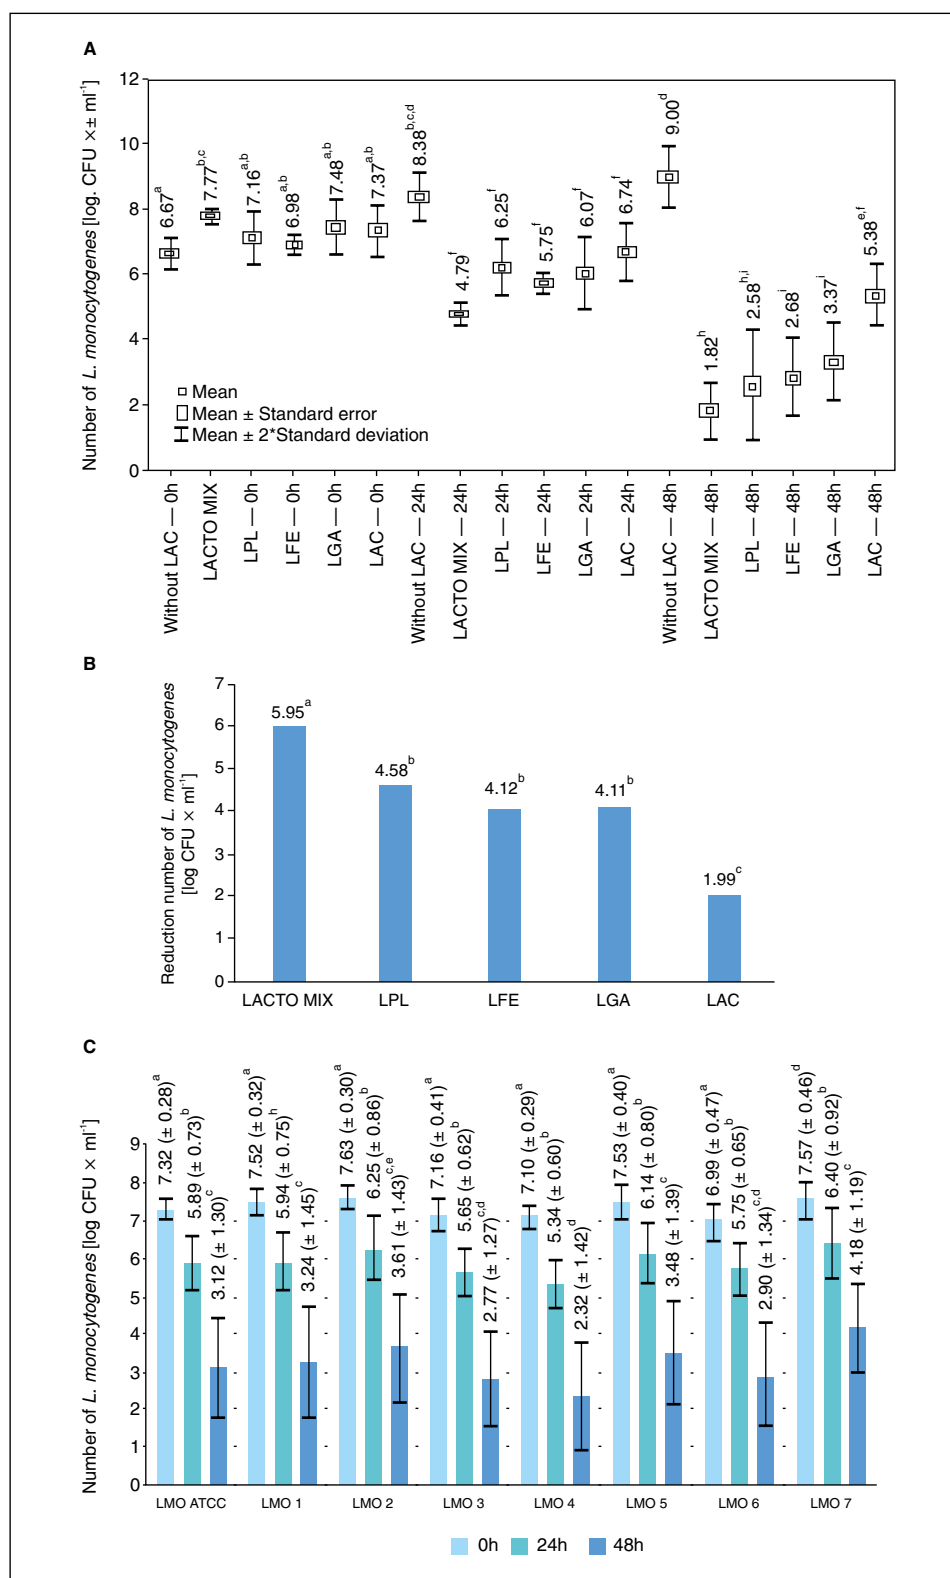 A
Number of L. monocytogenes [log. CFU ×± ml⁻¹]
12
10
8
6
4
2
0
6.67ᵃ
7.77ᵇ,ᶜ
7.16ᵃ,ᵇ
6.98ᵃ,ᵇ
7.48ᵃ,ᵇ
7.37ᵃ,ᵇ
8.38ᵇ,ᶜ,ᵈ
4.79ᶠ
6.25ᶠ
5.75ᶠ
6.07ᶠ
6.74ᶠ
9.00ᵈ
1.82ʰ
2.58ʰ,ⁱ
2.68ⁱ
3.37ⁱ
5.38ᵉ,ᶠ
Mean
Mean ± Standard error
Mean ± 2*Standard deviation
Without LAC — 0h
LACTO MIX
LPL — 0h
LFE — 0h
LGA — 0h
LAC — 0h
Without LAC — 24h
LACTO MIX — 24h
LPL — 24h
LFE — 24h
LGA — 24h
LAC — 24h
Without LAC — 48h
LACTO MIX — 48h
LPL — 48h
LFE — 48h
LGA — 48h
LAC — 48h
B
Reduction number of L. monocytogenes
[log CFU × ml⁻¹]
7
6
5
4
3
2
1
0
5.95ᵃ
4.58ᵇ
4.12ᵇ
4.11ᵇ
1.99ᶜ
LACTO MIX
LPL
LFE
LGA
LAC
C
Number of L. monocytogenes [log CFU × ml⁻¹]
9
8
7
6
5
4
3
2
1
0
7.32 (± 0.28)ᵃ
5.89 (± 0.73)ᵇ
3.12 (± 1.30)ᶜ
7.52 (± 0.32)ᵃ
5.94 (± 0.75)ʰ
3.24 (± 1.45)ᶜ
7.63 (± 0.30)ᵃ
6.25 (± 0.86)ᵇ
3.61 (± 1.43)ᶜ,ᵉ
7.16 (± 0.41)ᵃ
5.65 (± 0.62)ᵇ
2.77 (± 1.27)ᶜ,ᵈ
7.10 (± 0.29)ᵃ
5.34 (± 0.60)ᵇ
2.32 (± 1.42)ᵈ
7.53 (± 0.40)ᵃ
6.14 (± 0.80)ᵇ
3.48 (± 1.39)ᶜ
6.99 (± 0.47)ᵃ
5.75 (± 0.65)ᵇ
2.90 (± 1.34)ᶜ,ᵈ
7.57 (± 0.46)ᵈ
6.40 (± 0.92)ᵇ
4.18 (± 1.19)ᶜ
LMO ATCC
LMO 1
LMO 2
LMO 3
LMO 4
LMO 5
LMO 6
LMO 7
0h
24h
48h